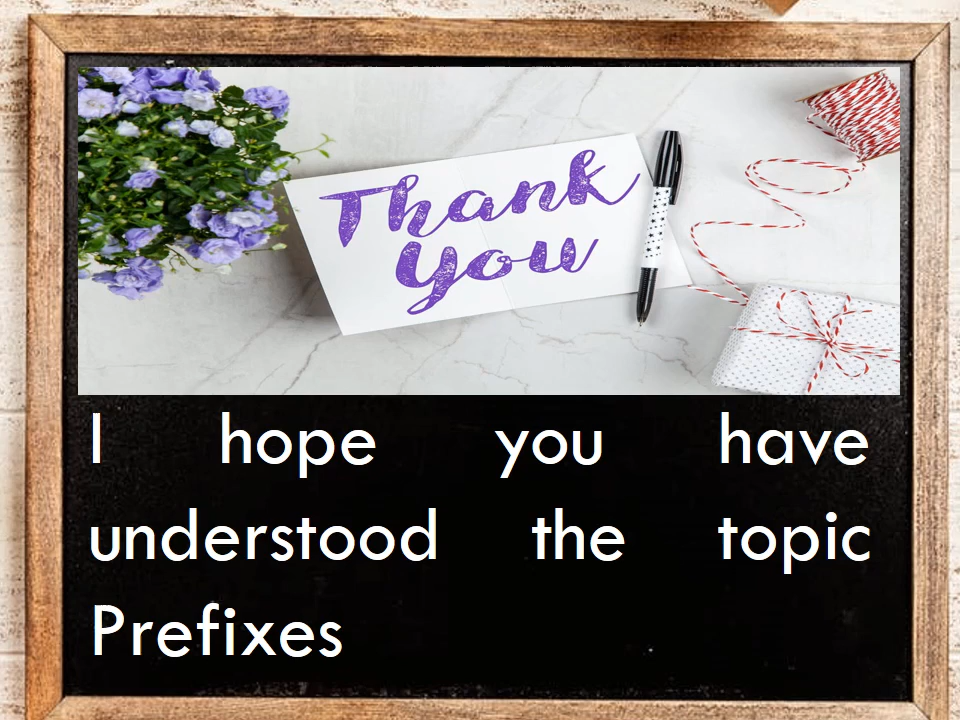 Thank
You
I hope you have
understood the topic
Prefixes